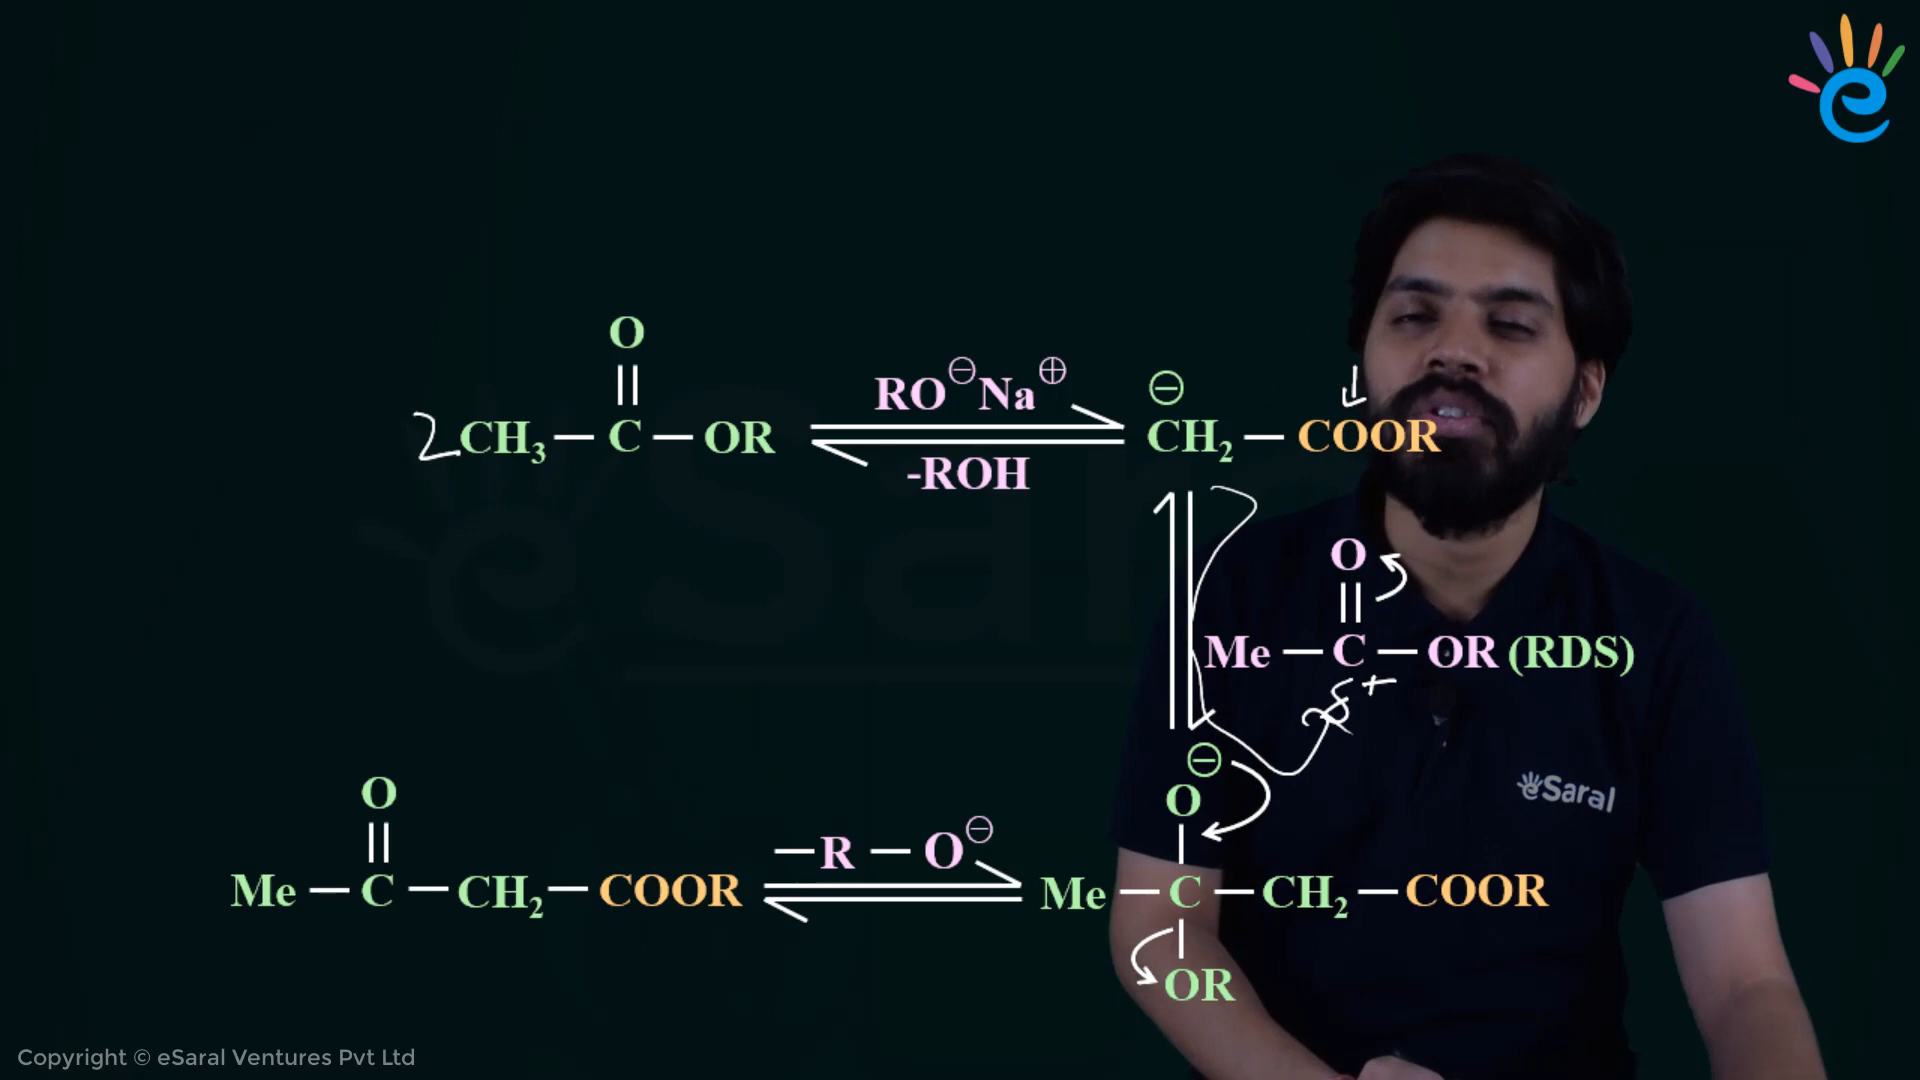 O
||
2CH₃ — C — OR
RO⊖Na⊕
-ROH
⊖
CH₂ — COOR
O
||
Me — C — OR (RDS)
δ+
⊖
O
|
Me — C — CH₂ — COOR
|
OR
— R — O⊖
O
||
Me — C — CH₂ — COOR
eSaral
Copyright © eSaral Ventures Pvt Ltd